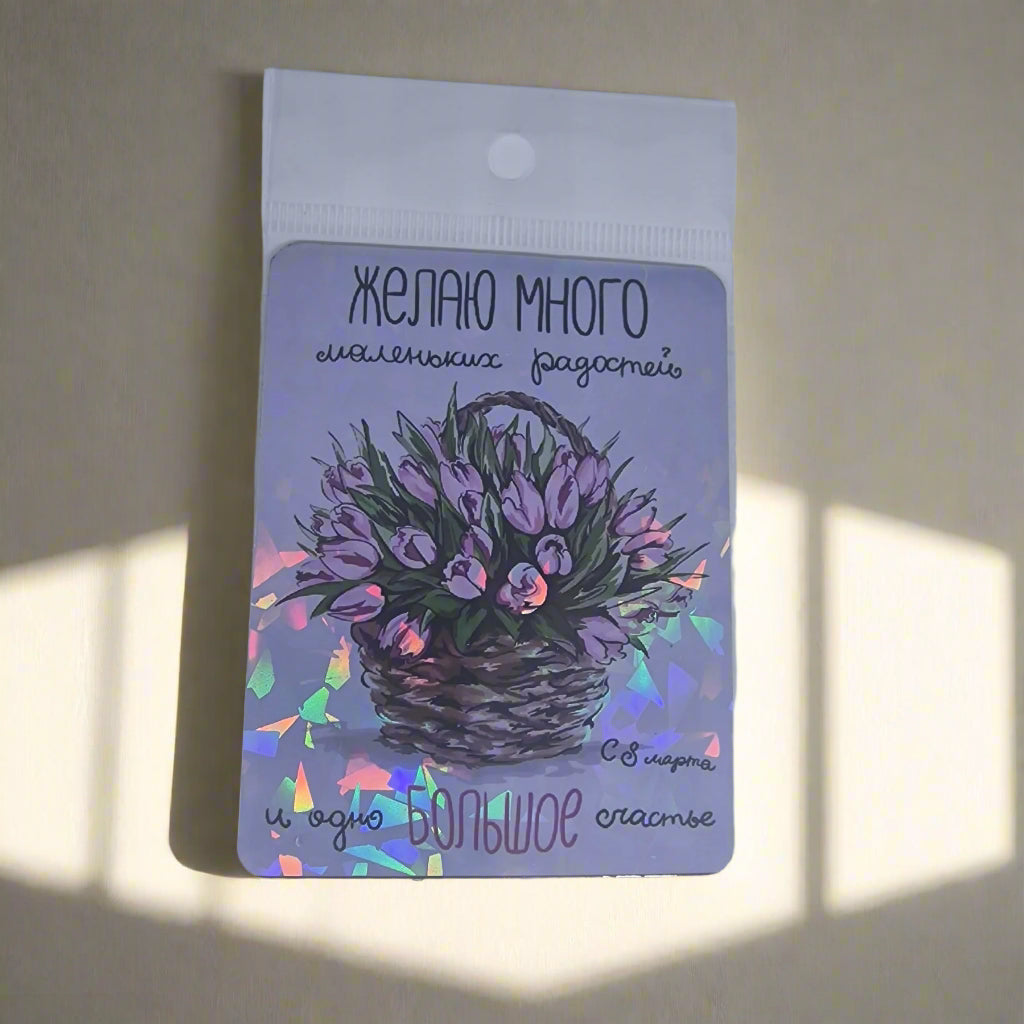 ЖЕЛАЮ МНОГО
маленьких радостей
С 8 марта
и одно БОЛЬШОЕ счастье